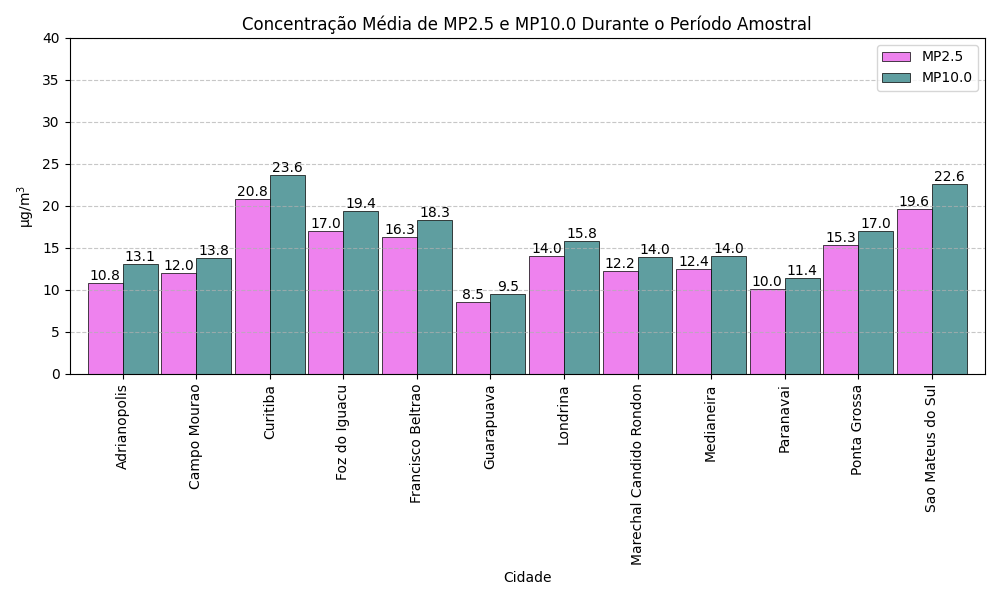 Concentração Média de MP2.5 e MP10.0 Durante o Período Amostral
MP2.5
MP10.0
µg/m³
40
35
30
25
20
15
10
5
0
10.8
13.1
12.0
13.8
20.8
23.6
17.0
19.4
16.3
18.3
8.5
9.5
14.0
15.8
12.2
14.0
12.4
14.0
10.0
11.4
15.3
17.0
19.6
22.6
Adrianopolis
Campo Mourao
Curitiba
Foz do Iguacu
Francisco Beltrao
Guarapuava
Londrina
Marechal Candido Rondon
Medianeira
Paranavai
Ponta Grossa
Sao Mateus do Sul
Cidade